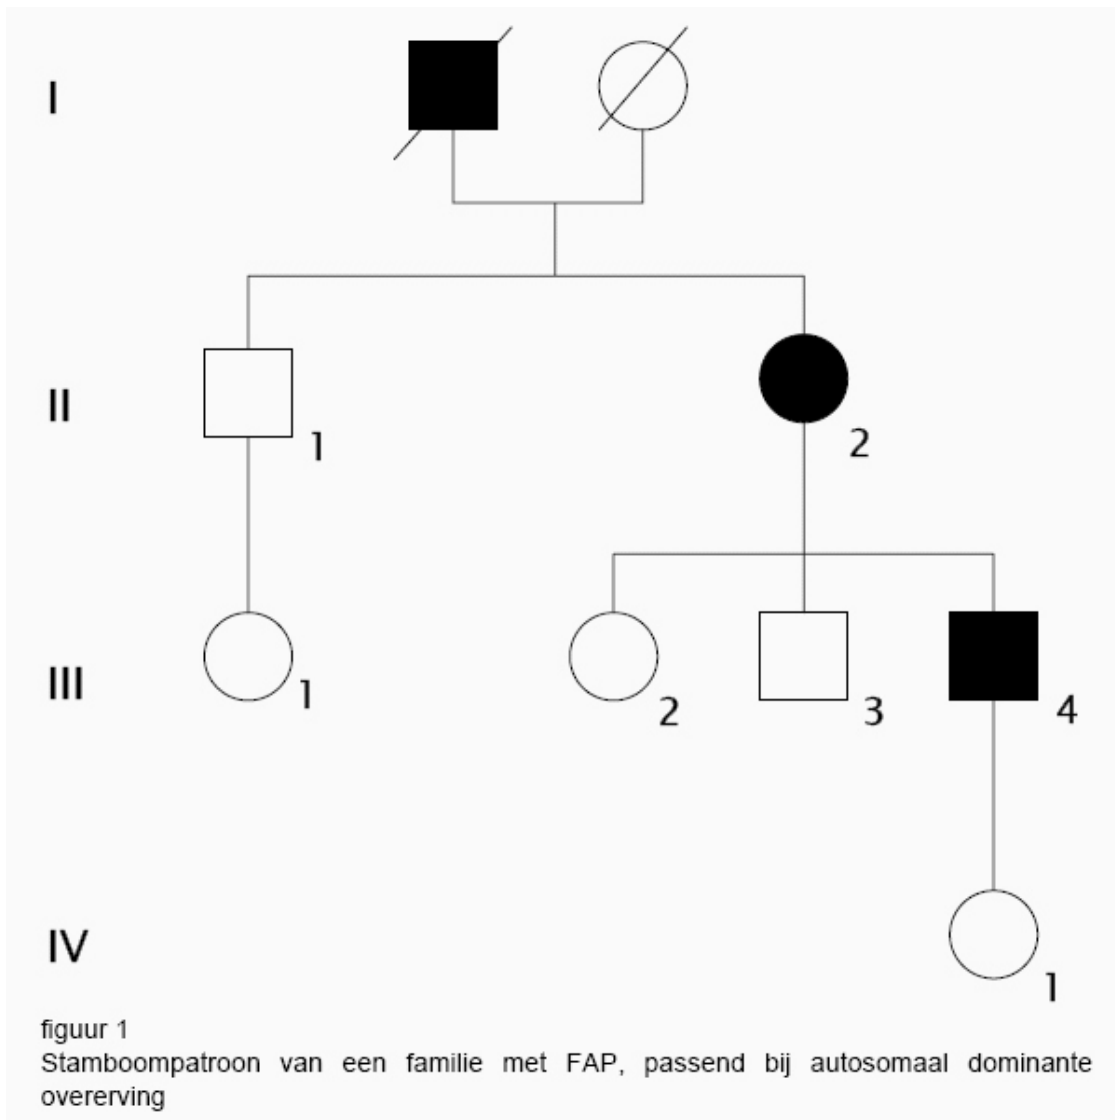 I
II
1
2
III
1
2
3
4
IV
1
figuur 1
Stamboompatroon van een familie met FAP, passend bij autosomaal dominante
overerving